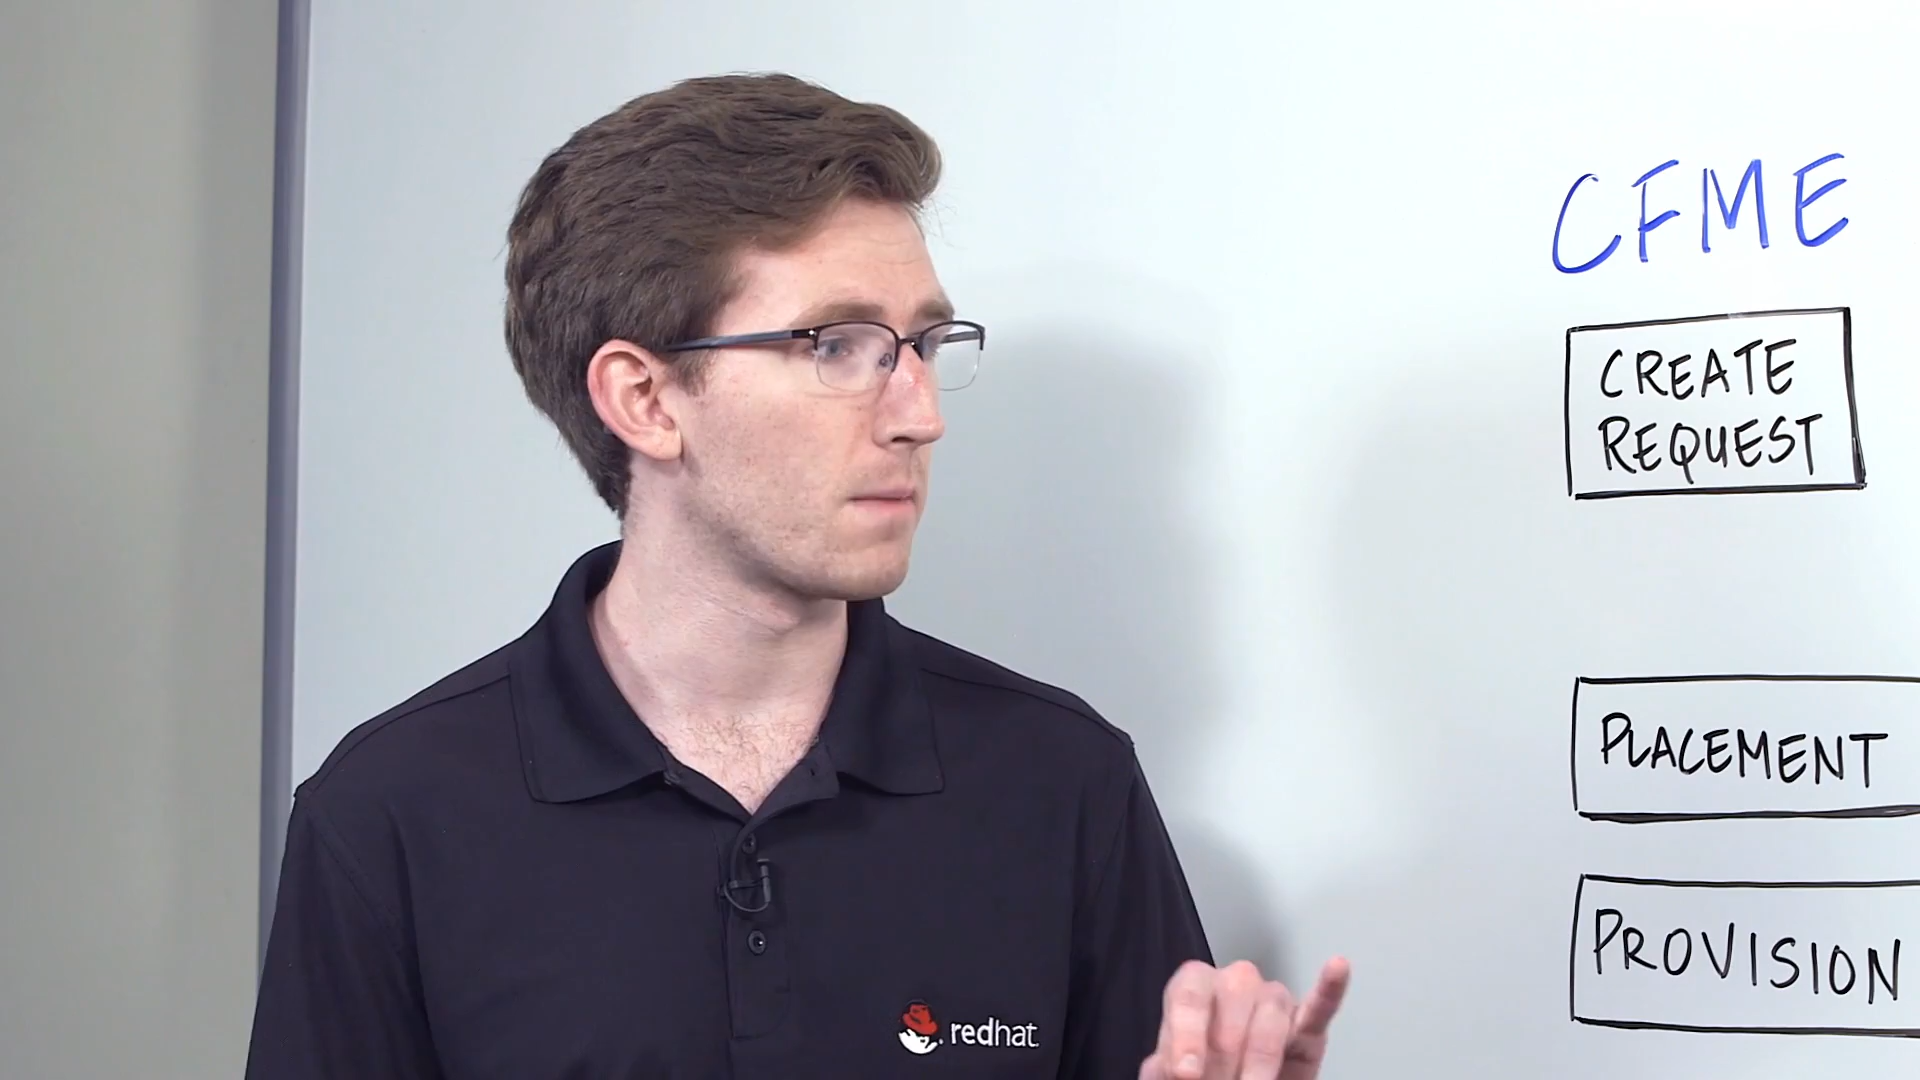 CFME
CREATE
REQUEST
PLACEMENT
PROVISION
redhat.